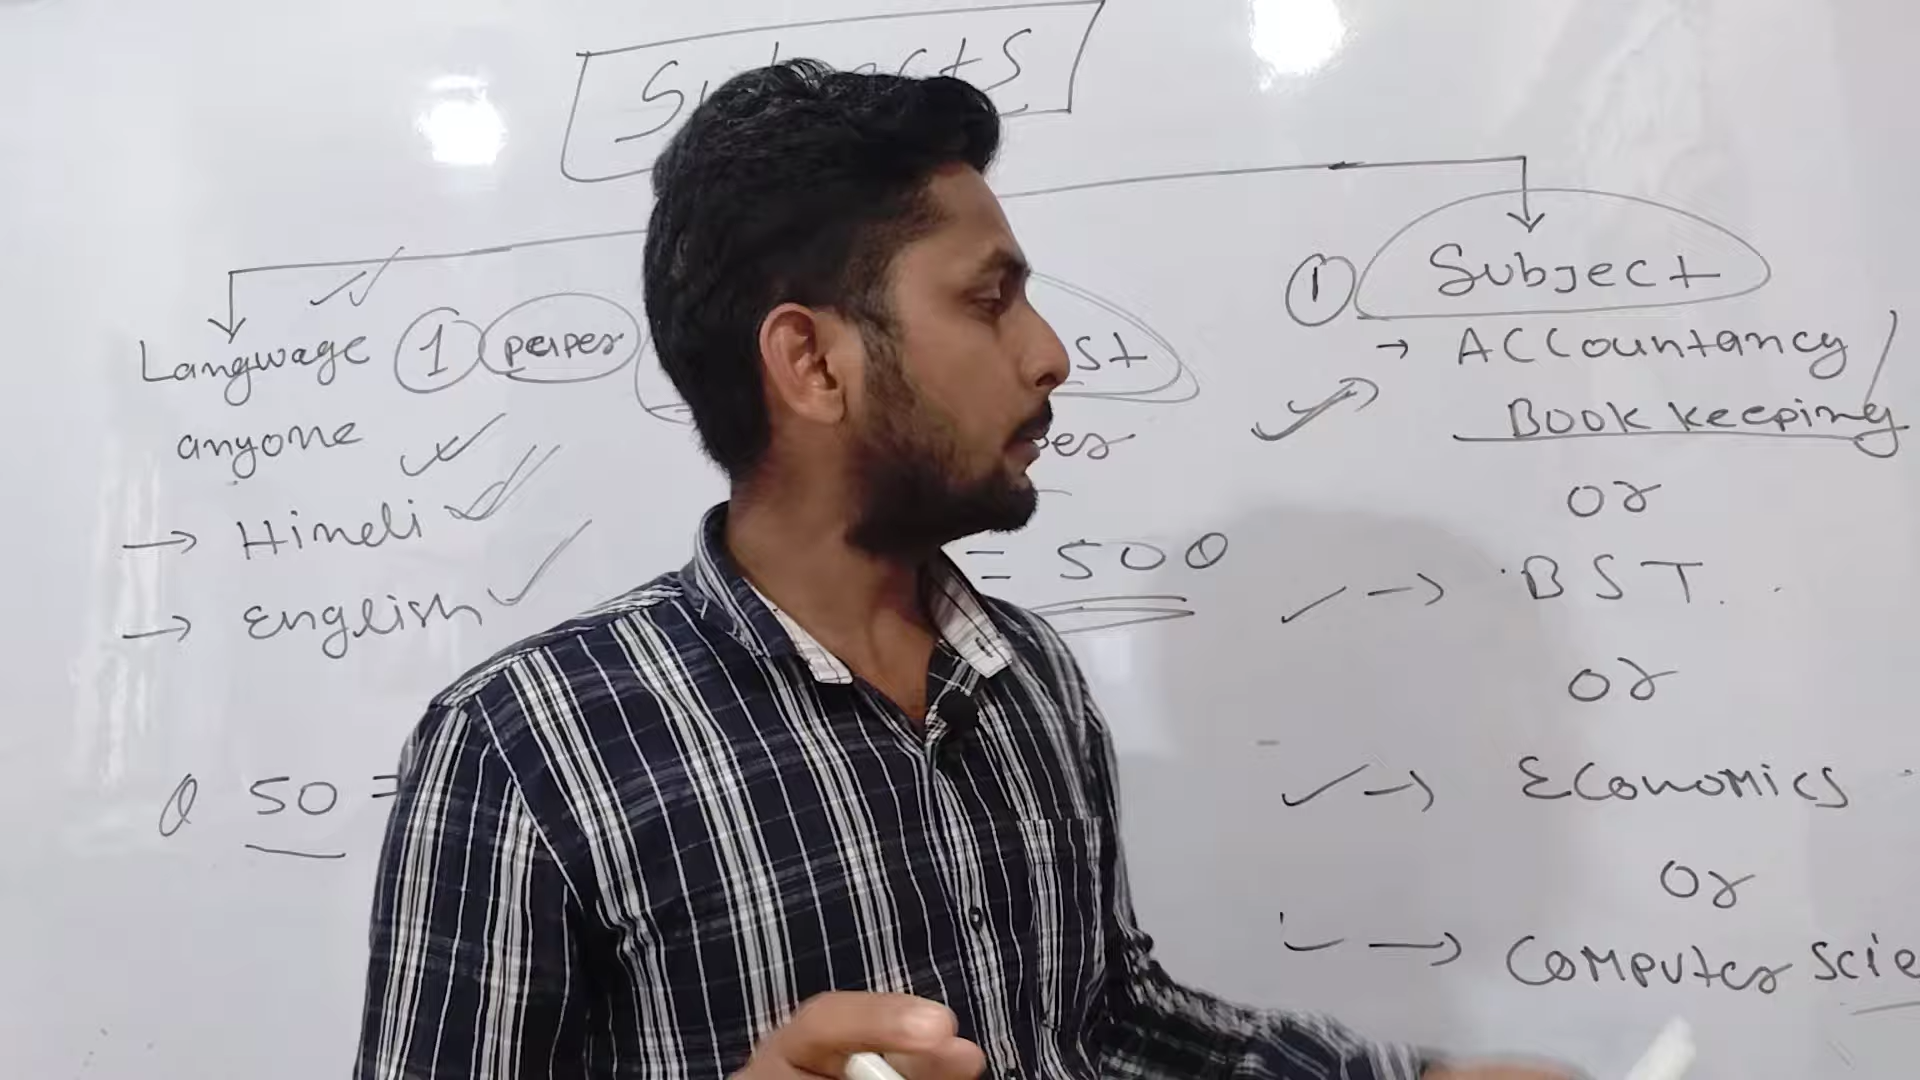 Language 1 paper
anyone
→ Hindi
→ English
50 =
= 500
1 Subject
→ Accountancy /
Book keeping
or
→ BST.
or
→ Economics
or
→ Computer Scie